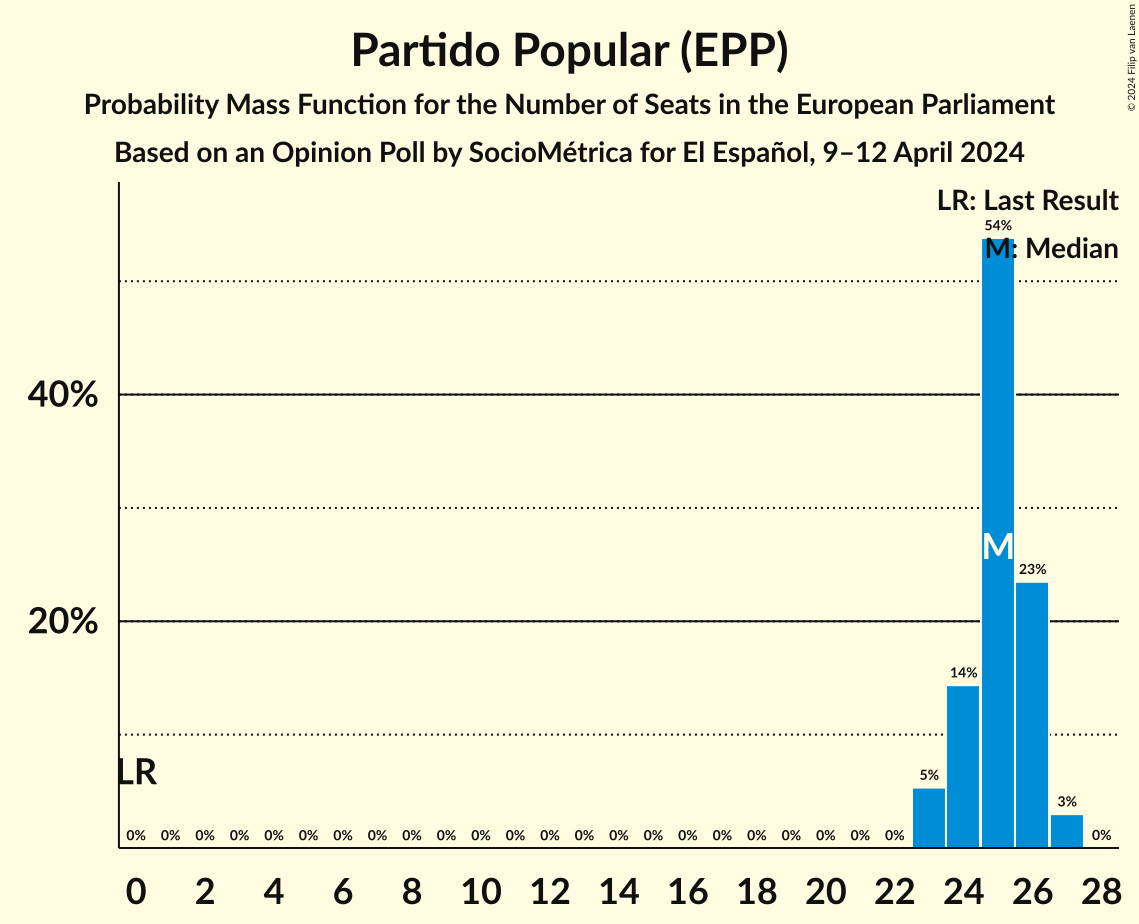 Partido Popular (EPP)
Probability Mass Function for the Number of Seats in the European Parliament
Based on an Opinion Poll by SocioMétrica for El Español, 9–12 April 2024
© 2024 Filip van Laenen
LR: Last Result
M: Median
54%
40%
M
23%
20%
14%
LR
5%
3%
0% 0% 0% 0% 0% 0% 0% 0% 0% 0% 0% 0% 0% 0% 0% 0% 0% 0% 0% 0% 0% 0% 0% 0%
0 2 4 6 8 10 12 14 16 18 20 22 24 26 28